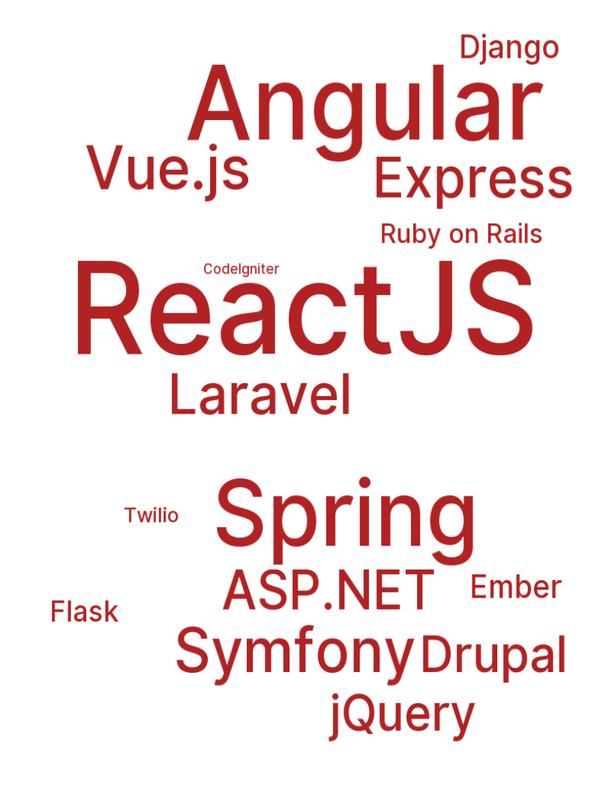 Django
Angular
Vue.js
Express
Ruby on Rails
CodeIgniter
ReactJS
Laravel
Spring
Twilio
ASP.NET
Ember
Flask
Symfony
Drupal
jQuery